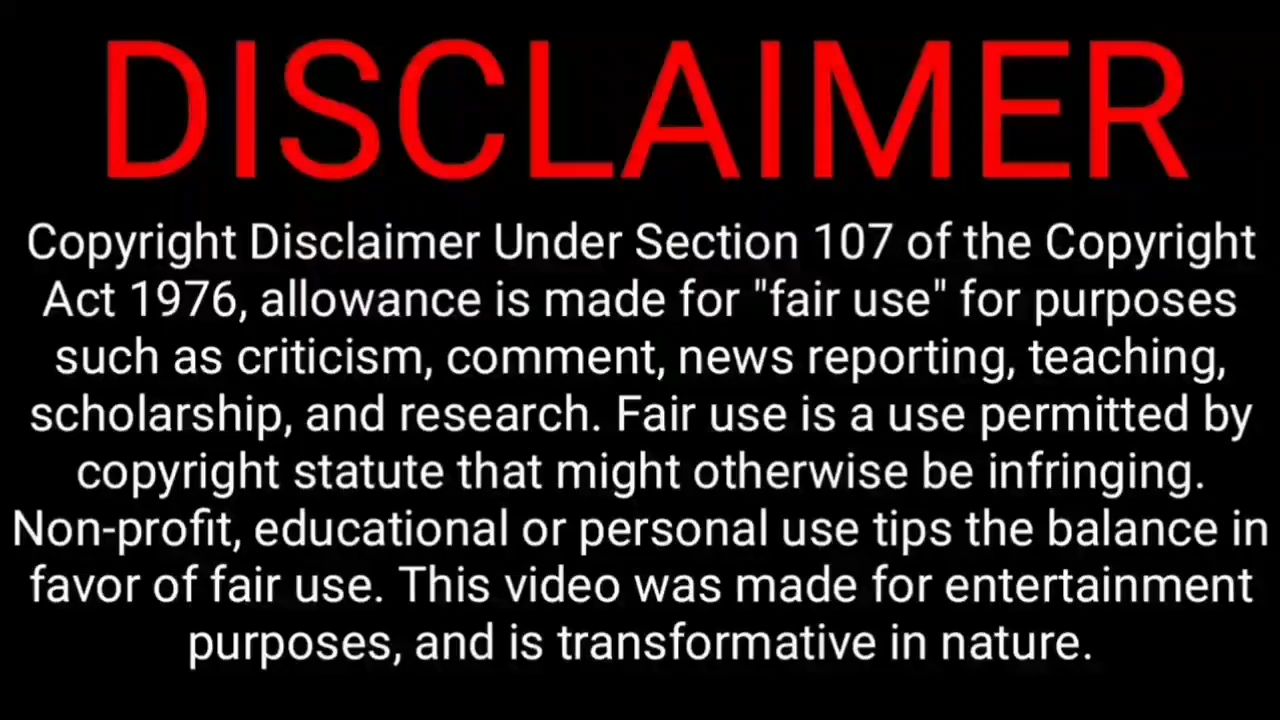 DISCLAIMER
Copyright Disclaimer Under Section 107 of the Copyright
Act 1976, allowance is made for "fair use" for purposes
such as criticism, comment, news reporting, teaching,
scholarship, and research. Fair use is a use permitted by
copyright statute that might otherwise be infringing.
Non-profit, educational or personal use tips the balance in
favor of fair use. This video was made for entertainment
purposes, and is transformative in nature.